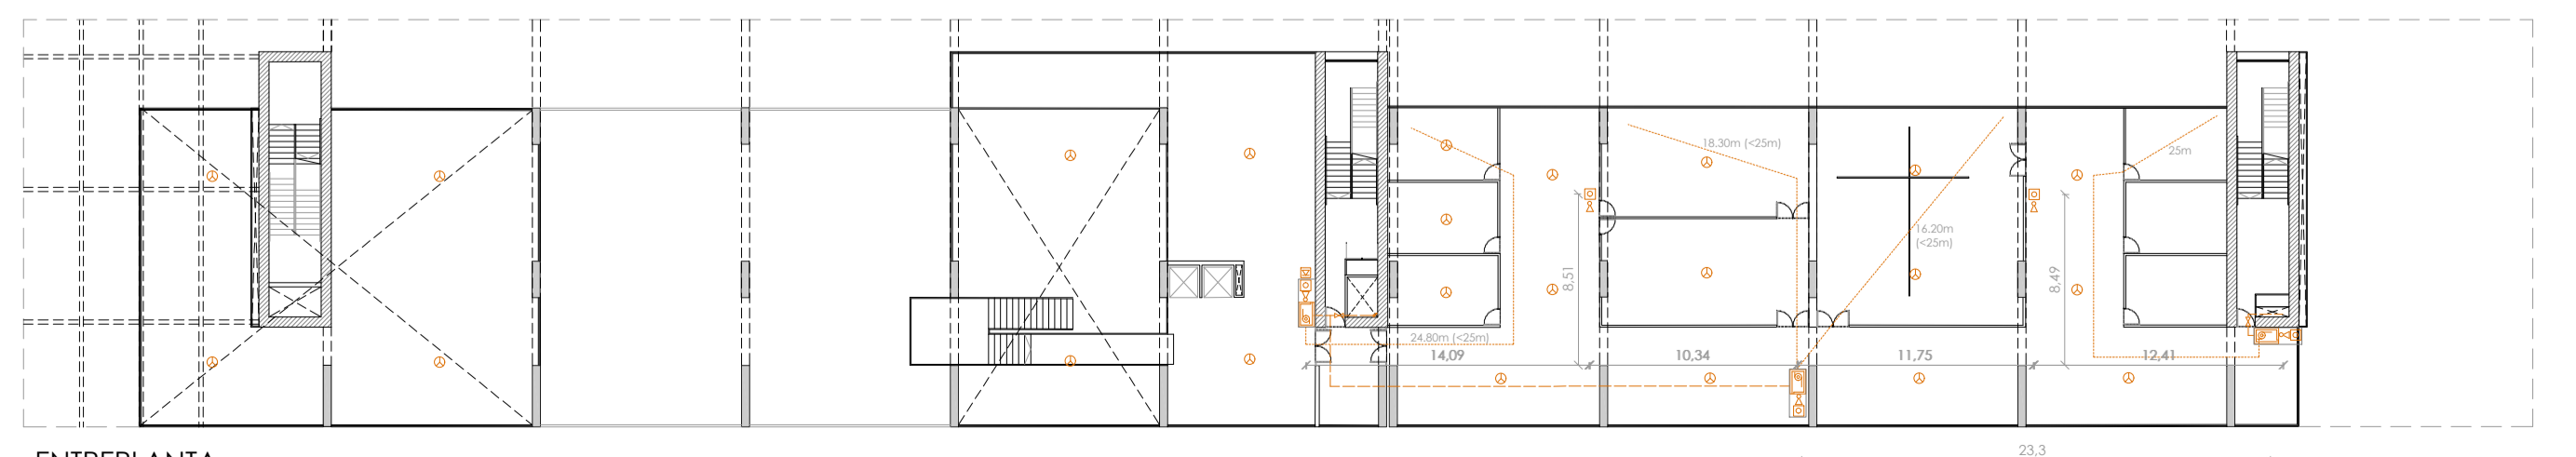 18.30m (<25m)
25m
16.20m
(<25m)
8,51
8,49
24.80m (<25m)
14,09
10,34
11,75
12,41
23,3
ENTREPLANTA